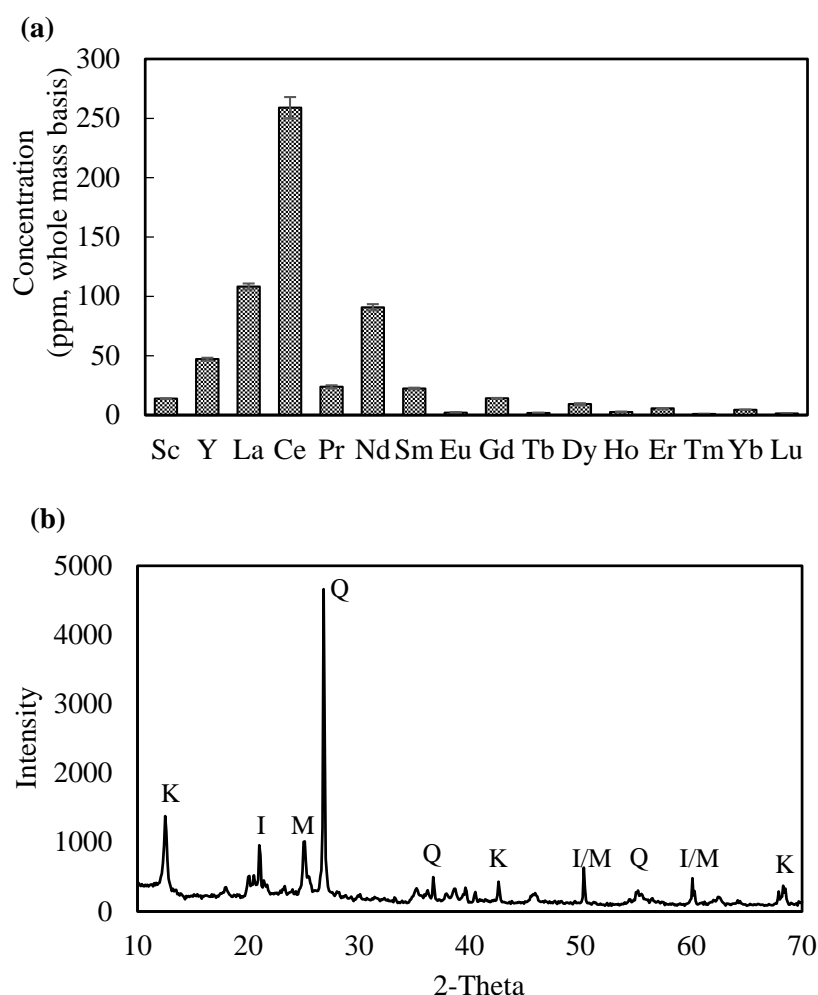 (a)
Concentration
(ppm, whole mass basis)
300
250
200
150
100
50
0
Sc Y La Ce Pr Nd Sm Eu Gd Tb Dy Ho Er Tm Yb Lu
(b)
Intensity
5000
4000
3000
2000
1000
0
K
I
M
Q
Q
K
I/M
Q
I/M
K
10 20 30 40 50 60 70
2-Theta